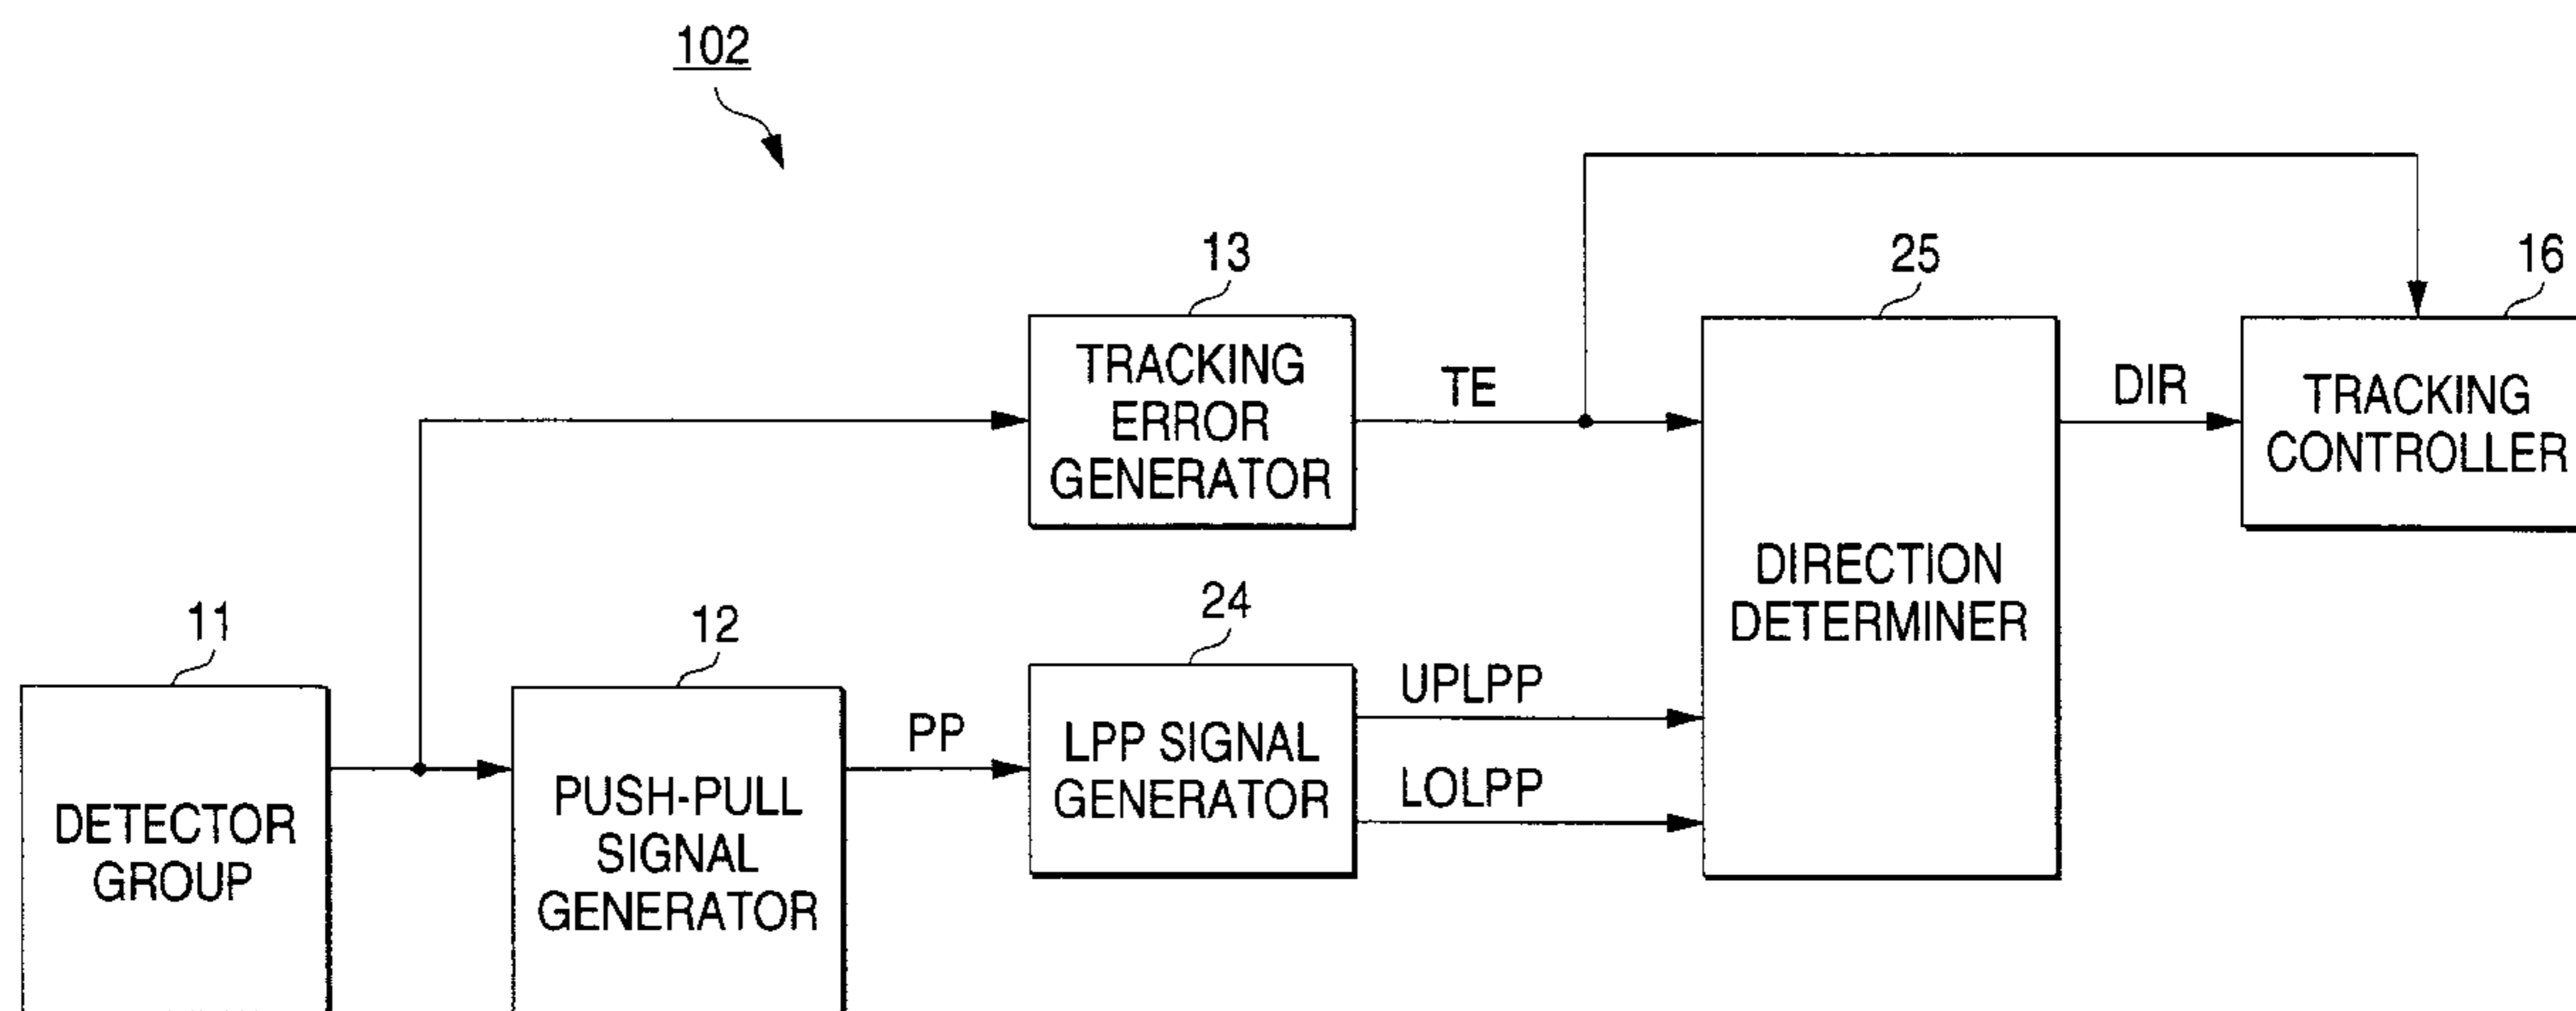 102
13
TRACKING
ERROR
GENERATOR
TE
25
DIRECTION
DETERMINER
DIR
16
TRACKING
CONTROLLER
11
DETECTOR
GROUP
12
PUSH-PULL
SIGNAL
GENERATOR
PP
24
LPP SIGNAL
GENERATOR
UPLPP
LOLPP